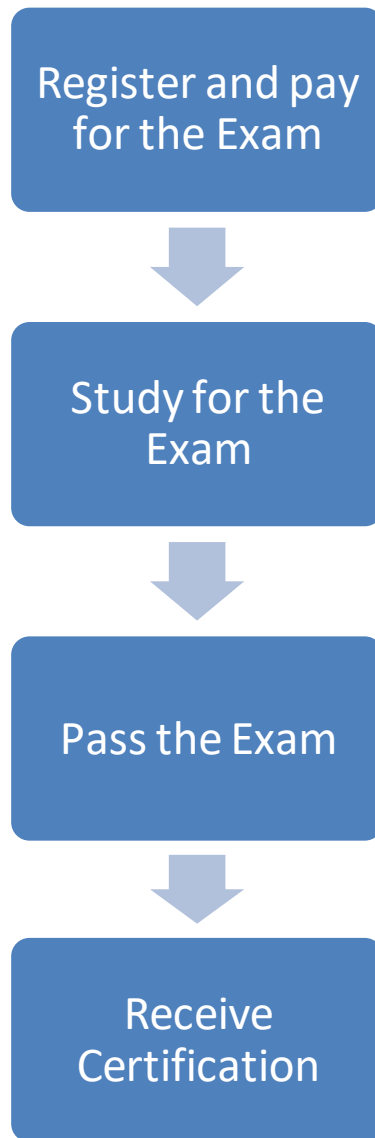 Register and pay
for the Exam
Study for the
Exam
Pass the Exam
Receive
Certification